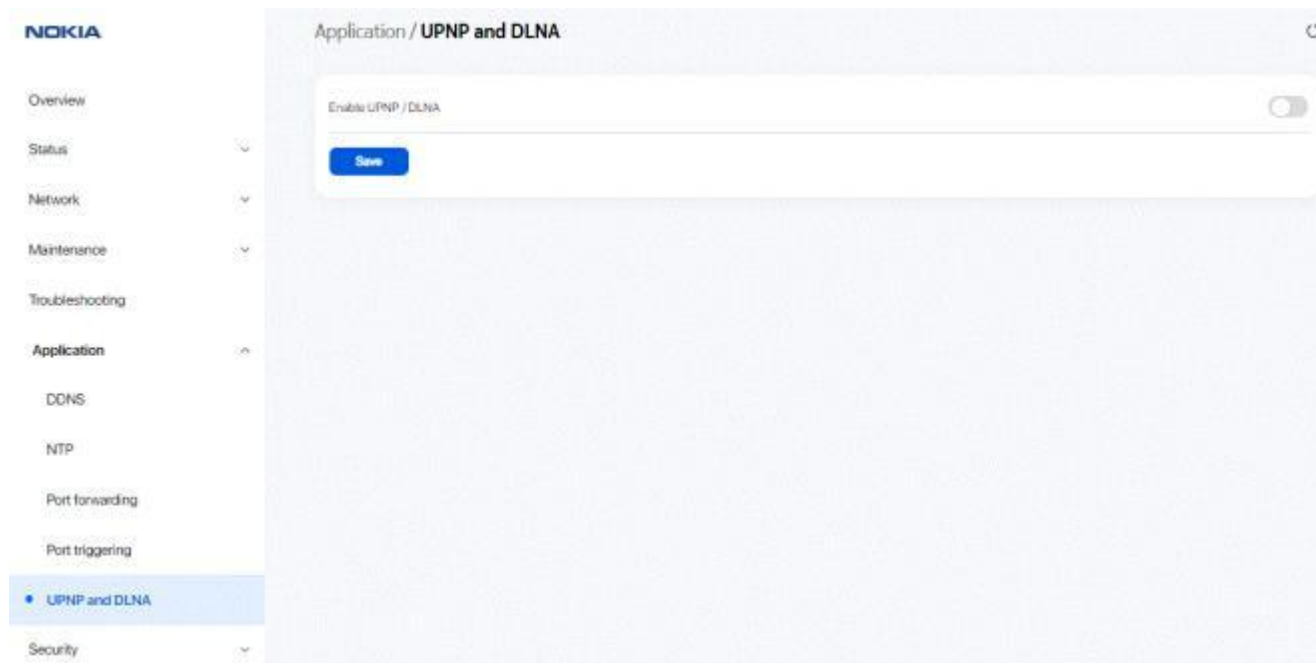 NOKIA
Application / UPNP and DLNA
Overview
Enable UPNP / DLNA
Status
Save
Network
Maintenance
Troubleshooting
Application
DDNS
NTP
Port forwarding
Port triggering
UPNP and DLNA
Security